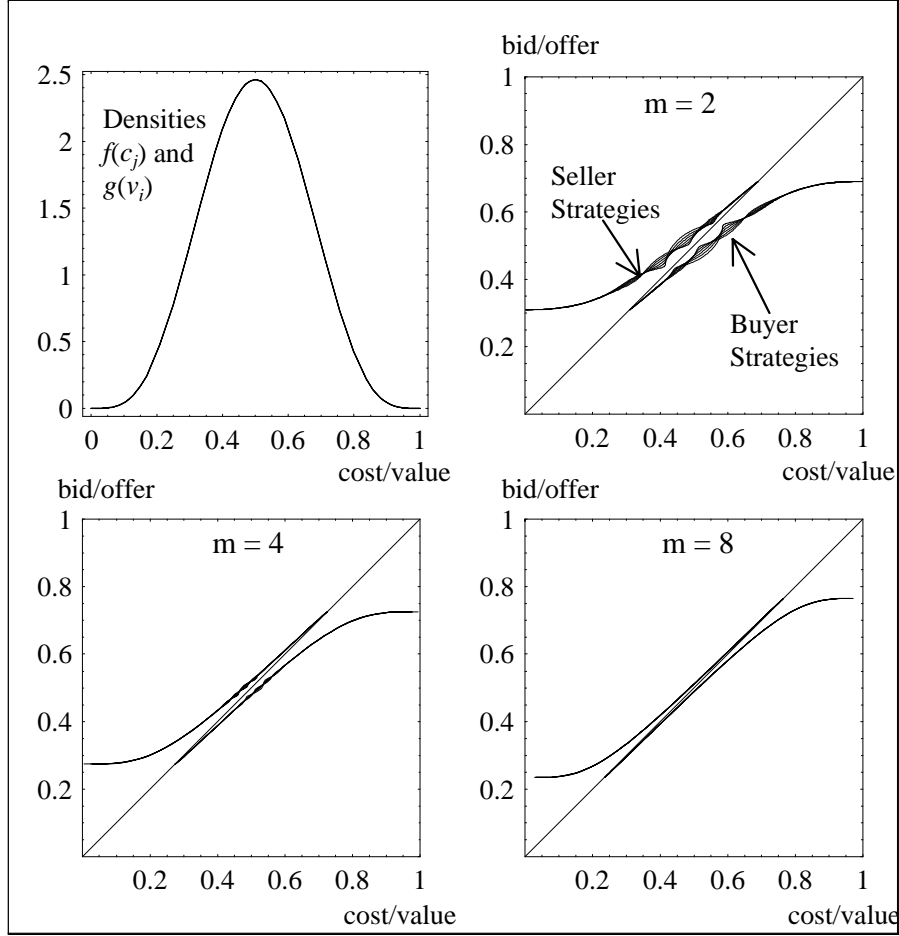 2.5
2
1.5
1
0.5
0
Densities
f(c_j) and
g(v_i)
0 0.2 0.4 0.6 0.8 1
cost/value
bid/offer
1
0.8
0.6
0.4
0.2
m = 2
Seller
Strategies
Buyer
Strategies
0.2 0.4 0.6 0.8 1
cost/value
bid/offer
1
0.8
0.6
0.4
0.2
m = 4
0.2 0.4 0.6 0.8 1
cost/value
bid/offer
1
0.8
0.6
0.4
0.2
m = 8
0.2 0.4 0.6 0.8 1
cost/value